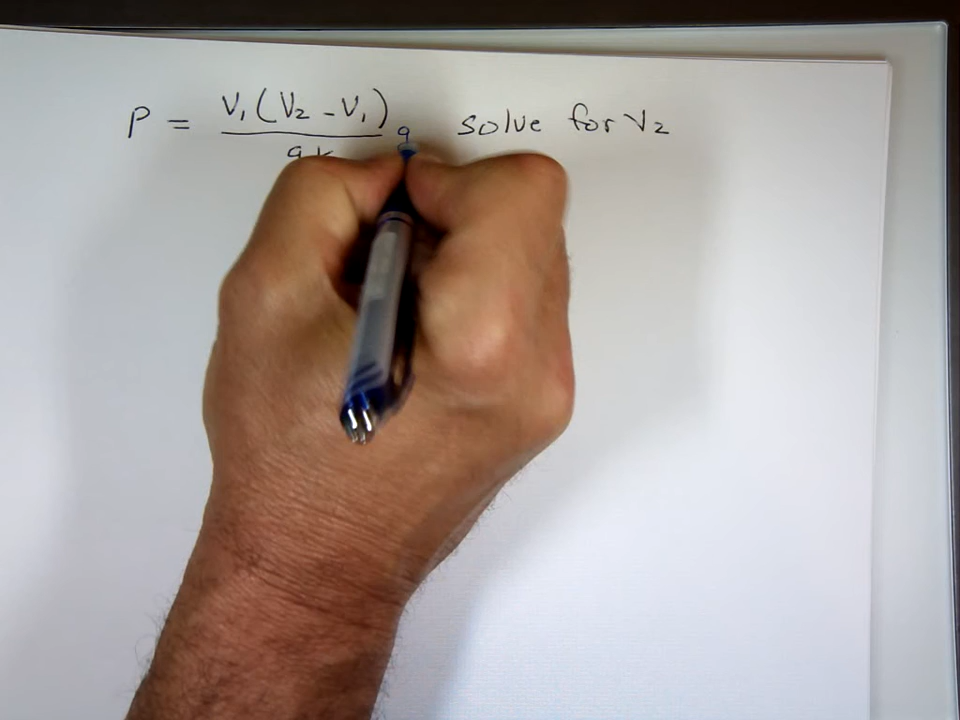 P = V₁(V₂ - V₁) / g solve for V₂